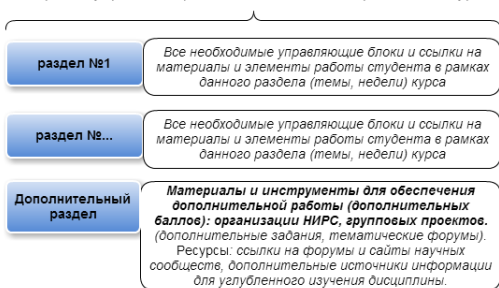 раздел №1
Все необходимые управляющие блоки и ссылки на
материалы и элементы работы студента в рамках
данного раздела (темы, недели) курса
раздел №...
Все необходимые управляющие блоки и ссылки на
материалы и элементы работы студента в рамках
данного раздела (темы, недели) курса
Дополнительный
раздел
Материалы и инструменты для обеспечения
дополнительной работы (дополнительных
баллов): организации НИРС, групповых проектов.
(дополнительные задания, тематические форумы).
Ресурсы: ссылки на форумы и сайты научных
сообществ, дополнительные источники информации
для углубленного изучения дисциплины.